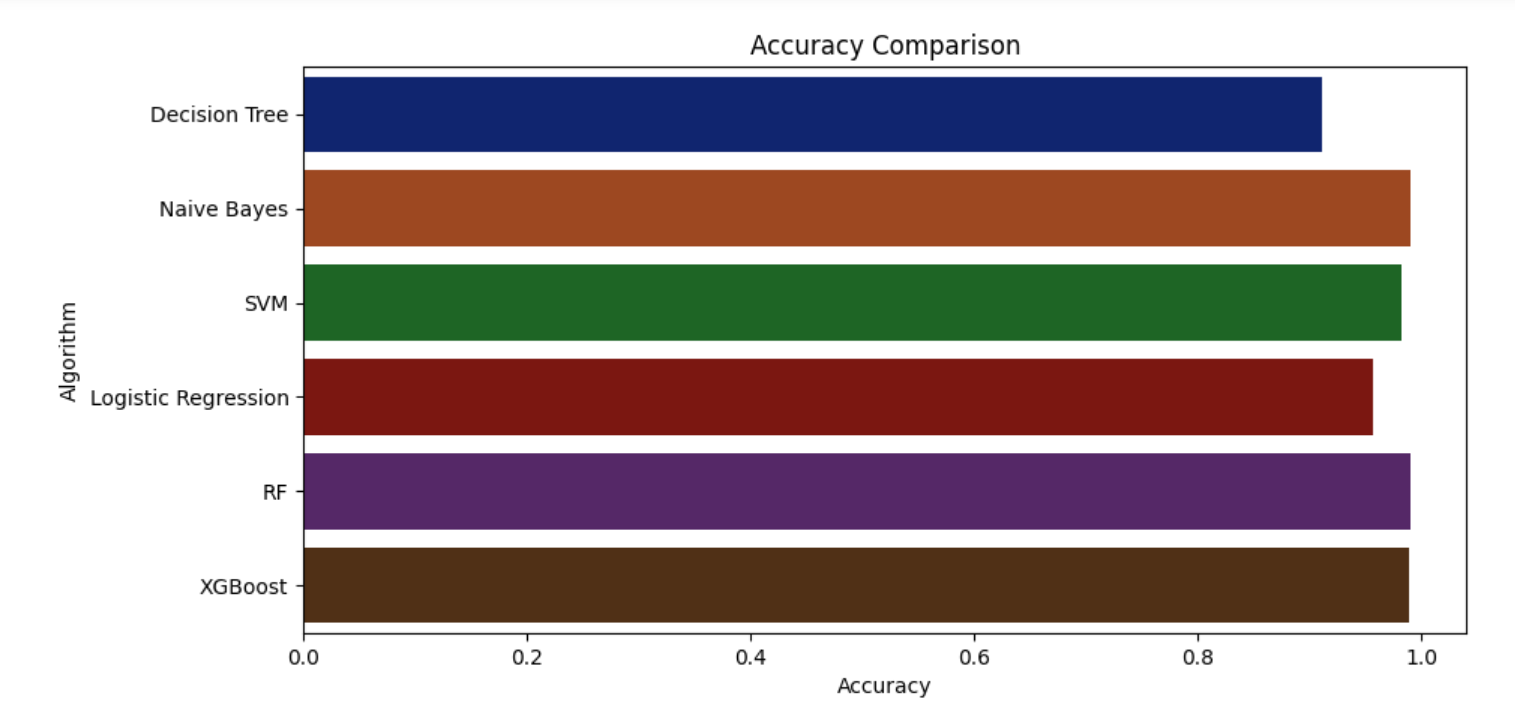 Accuracy Comparison
Decision Tree
Naive Bayes
SVM
Logistic Regression
RF
XGBoost
Algorithm
0.0 0.2 0.4 0.6 0.8 1.0
Accuracy